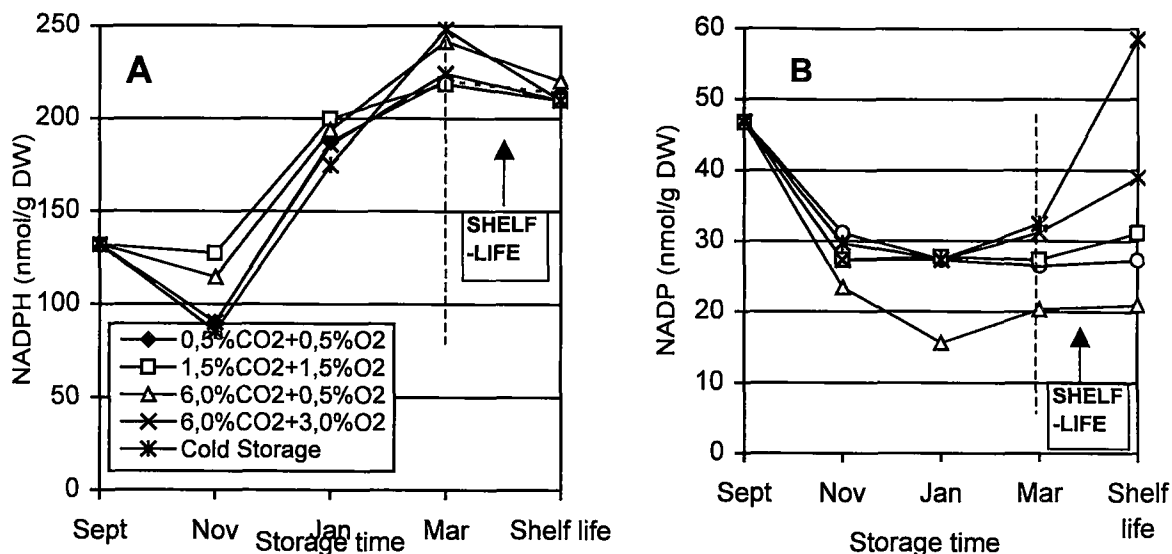 250
200
150
100
50
0
NADPH (nmol/g DW)
A
SHELF
-LIFE
0,5%CO2+0,5%O2
1,5%CO2+1,5%O2
6,0%CO2+0,5%O2
6,0%CO2+3,0%O2
Cold Storage
Sept Nov Jan Mar Shelf life
Storage time
60
50
40
30
20
10
0
NADP (nmol/g DW)
B
SHELF
-LIFE
Sept Nov Jan Mar Shelf
life
Storage time